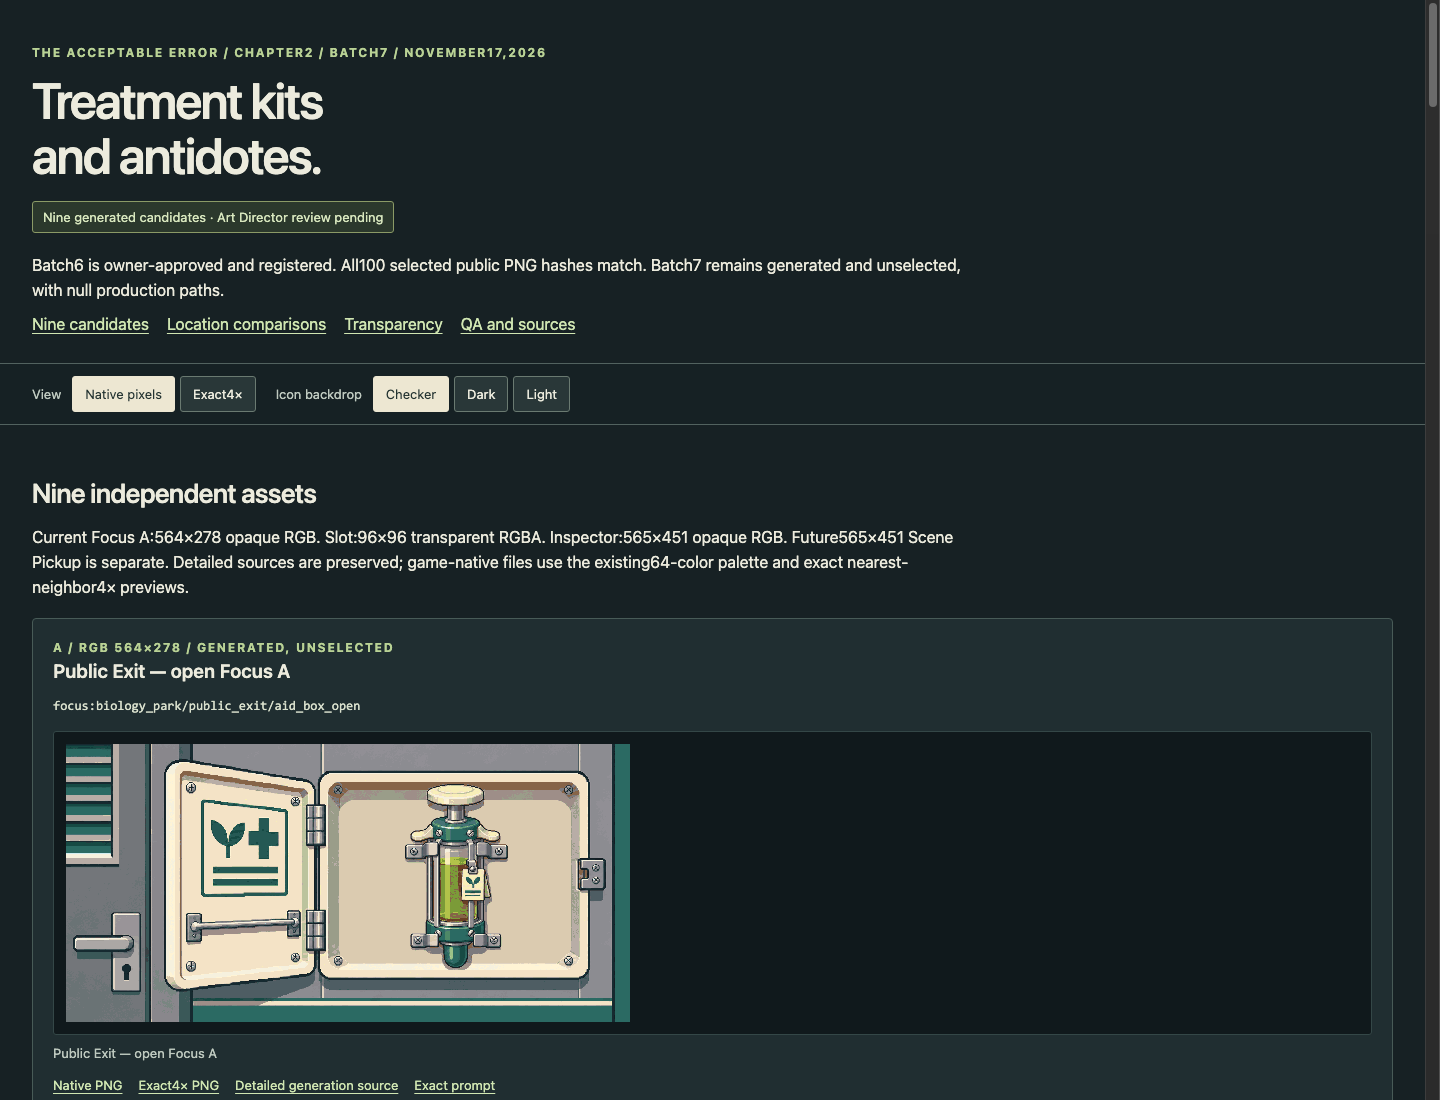 THE ACCEPTABLE ERROR / CHAPTER2 / BATCH7 / NOVEMBER17,2026
Treatment kits
and antidotes.
Nine generated candidates · Art Director review pending
Batch6 is owner-approved and registered. All100 selected public PNG hashes match. Batch7 remains generated and unselected,
with null production paths.
Nine candidates Location comparisons Transparency QA and sources
View Native pixels Exact4× Icon backdrop Checker Dark Light
Nine independent assets
Current Focus A:564×278 opaque RGB. Slot:96×96 transparent RGBA. Inspector:565×451 opaque RGB. Future565×451 Scene
Pickup is separate. Detailed sources are preserved; game-native files use the existing64-color palette and exact nearest-
neighbor4× previews.
A / RGB 564×278 / GENERATED, UNSELECTED
Public Exit — open Focus A
focus:biology_park/public_exit/aid_box_open
Public Exit — open Focus A
Native PNG Exact4× PNG Detailed generation source Exact prompt